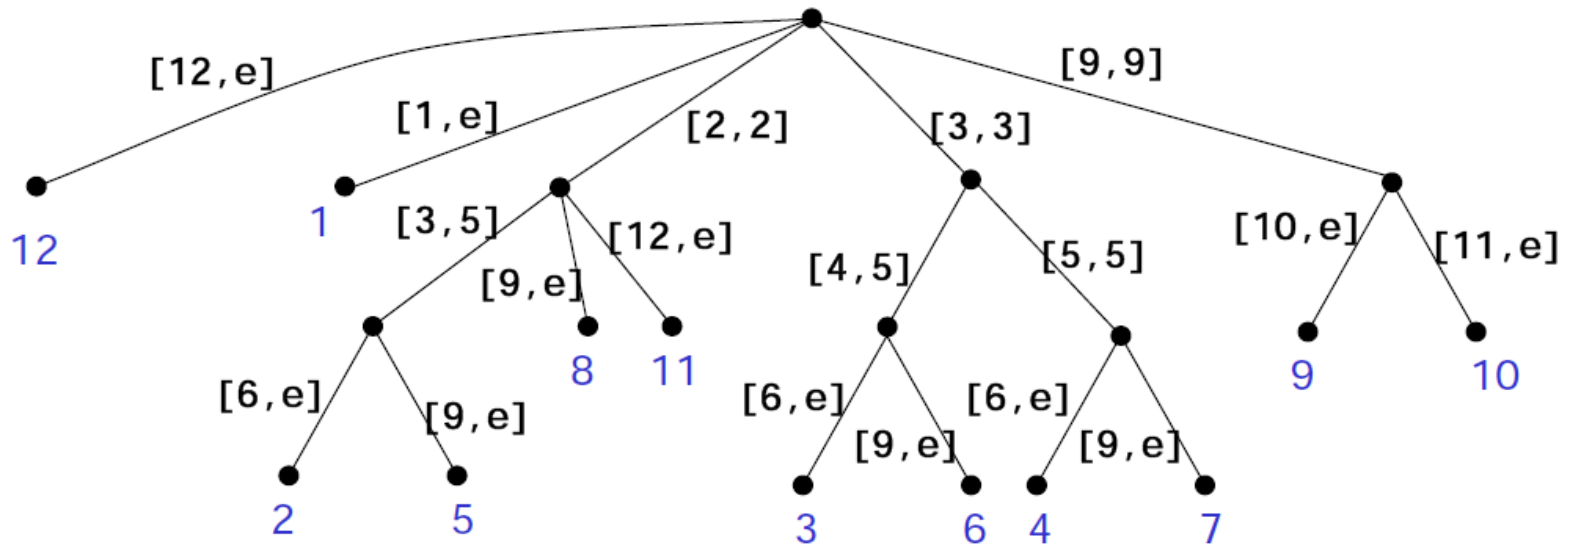 [12,e]
[1,e]
[2,2]
[3,3]
[9,9]
12
1
[3,5]
[9,e]
[12,e]
[4,5]
[5,5]
[10,e]
[11,e]
8
11
9
10
[6,e]
[9,e]
[6,e]
[9,e]
[6,e]
[9,e]
2
5
3
6
4
7